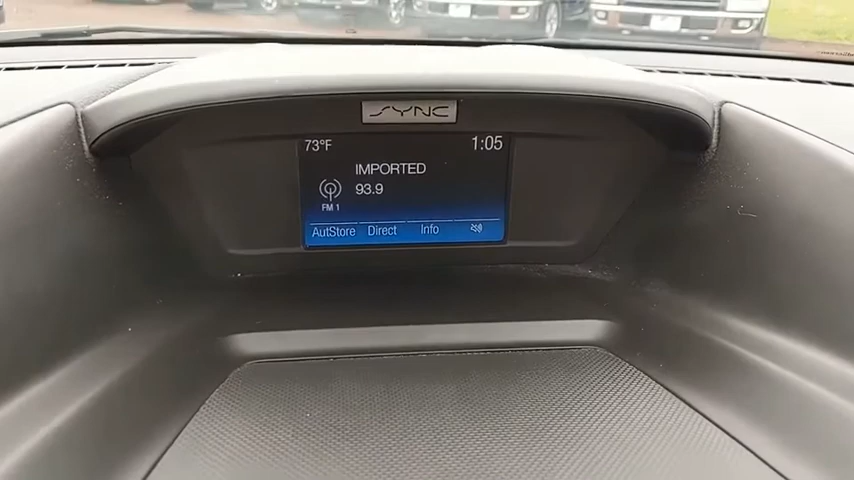 SYNC
73°F 1:05
IMPORTED
93.9
FM 1
AutStore Direct Info